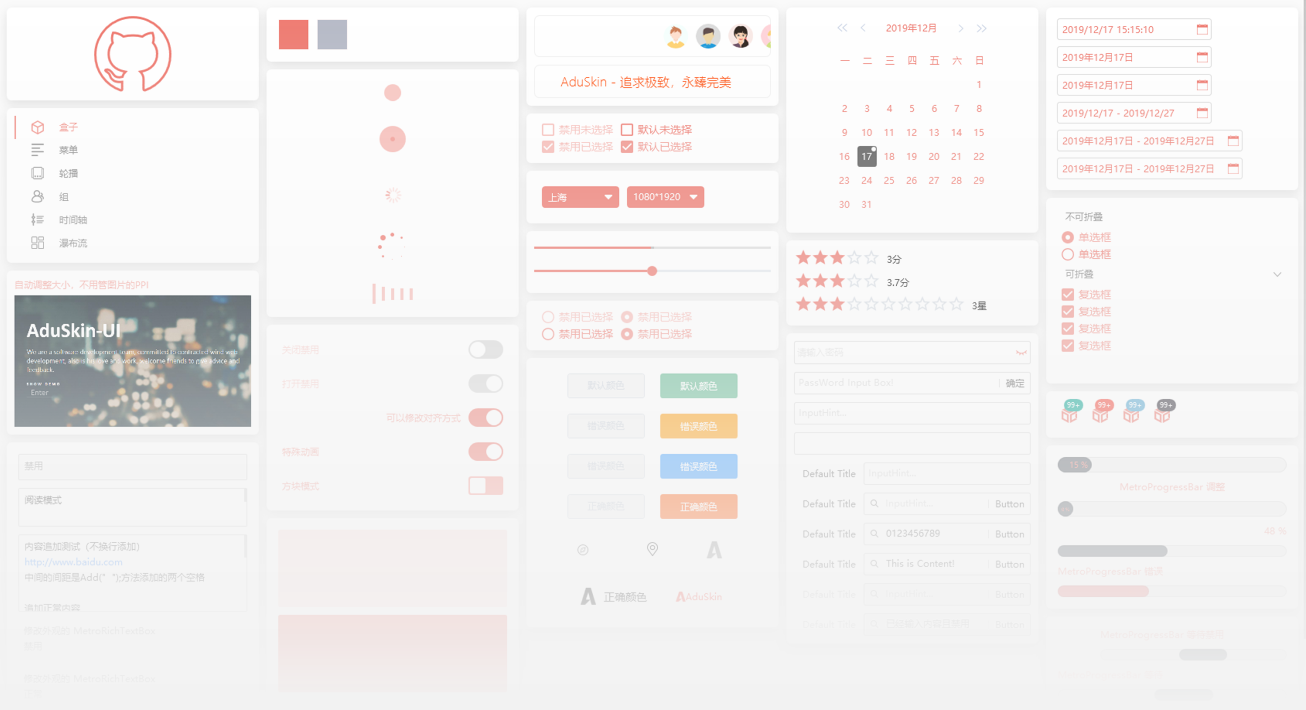 盒子
菜单
轮播
组
时间轴
瀑布流
自动调整大小，不用管图片的PPI
AduSkin-UI
We are a software development team, committed to
feedback.
SHOW DEMO
Enter
禁用
阅读模式
内容追加测试（不换行添加）
http://www.baidu.com
中间的间距是Add(" ");方法添加的两个空格
追加正常内容
关闭禁用
打开禁用
可以修改对齐方式
特殊动画
方块模式
AduSkin - 追求极致，永臻完美
禁用未选择 默认未选择
禁用已选择 默认已选择
上海 1080*1920
禁用已选择 禁用已选择
禁用已选择 禁用已选择
默认颜色 默认颜色
错误颜色 错误颜色
错误颜色 错误颜色
正确颜色 正确颜色
正确颜色 AduSkin
2019年12月
一 二 三 四 五 六 日
1
2 3 4 5 6 7 8
9 10 11 12 13 14 15
16 17 18 19 20 21 22
23 24 25 26 27 28 29
30 31
3分
3.7分
3星
请输入密码
PassWord Input Box! 确定
InputHint...
Default Title InputHint...
Default Title InputHint... Button
Default Title 0123456789 Button
Default Title This is Content! Button
Default Title Button
Default Title Button
2019/12/17 15:15:10
2019年12月17日
2019年12月17日
2019/12/17 - 2019/12/27
2019年12月17日 - 2019年12月27日
2019年12月17日 - 2019年12月27日
不可折叠
单选框
单选框
可折叠
复选框
复选框
复选框
复选框
99+ 99+ 99+ 99+
15 %
MetroProgressBar 调整
48 %
MetroProgressBar 错误